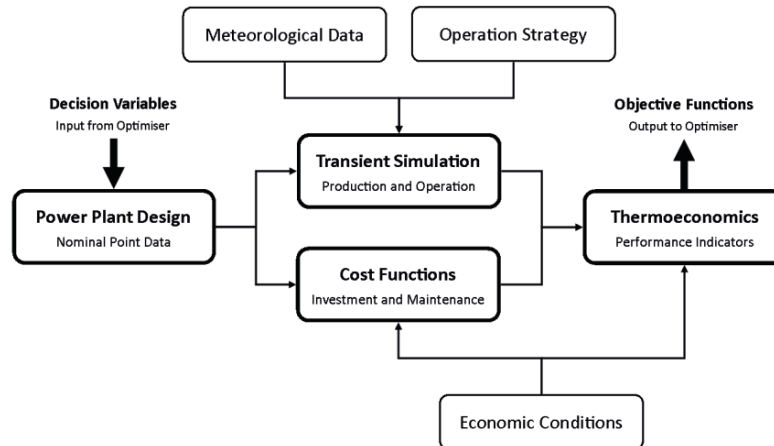 Meteorological Data
Operation Strategy
Decision Variables
Input from Optimiser
Objective Functions
Output to Optimiser
Transient Simulation
Production and Operation
Power Plant Design
Nominal Point Data
Thermoeconomics
Performance Indicators
Cost Functions
Investment and Maintenance
Economic Conditions